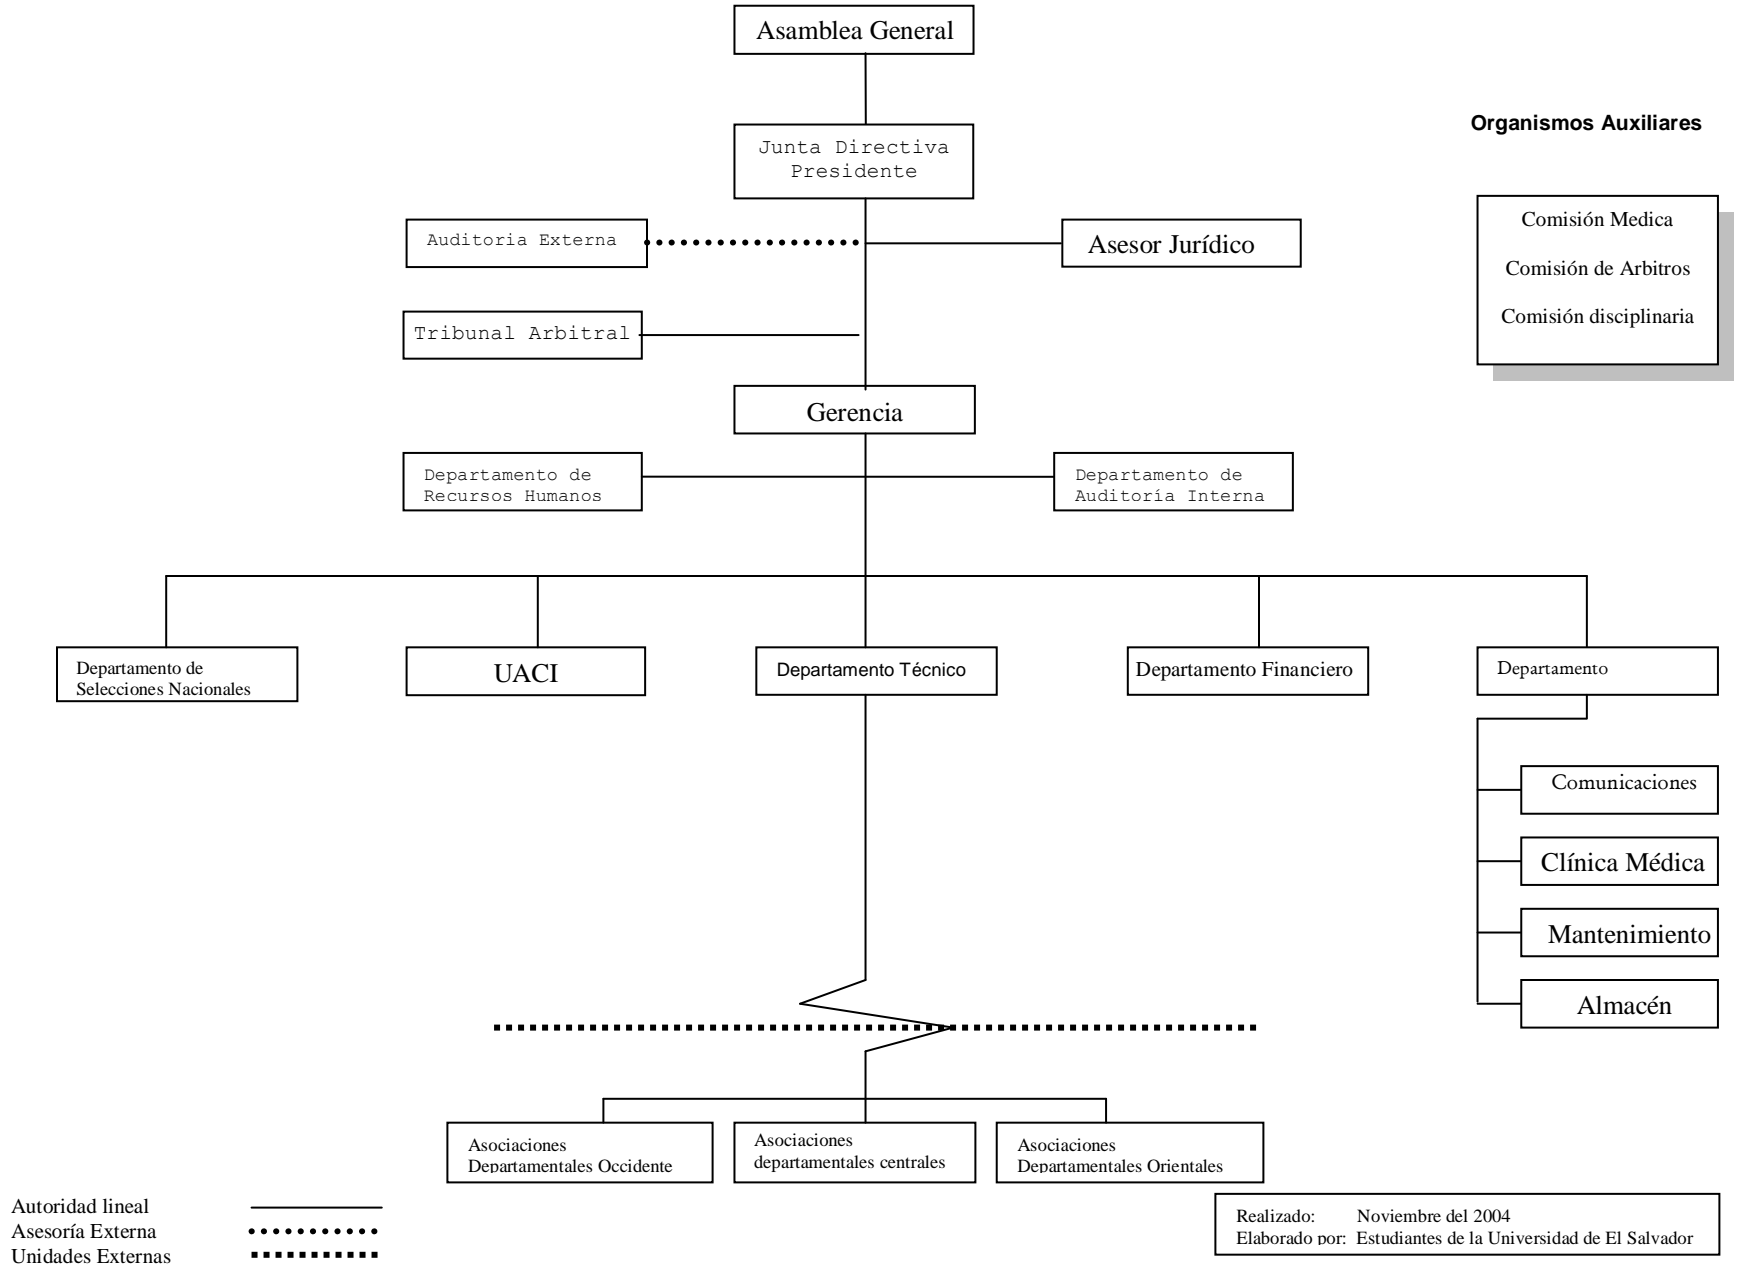 Asamblea General
Organismos Auxiliares
Junta Directiva
Presidente
Auditoria Externa
Asesor Jurídico
Comisión Medica
Comisión de Arbitros
Comisión disciplinaria
Tribunal Arbitral
Gerencia
Departamento de
Recursos Humanos
Departamento de
Auditoría Interna
Departamento de
Selecciones Nacionales
UACI
Departamento Técnico
Departamento Financiero
Departamento
Comunicaciones
Clínica Médica
Mantenimiento
Almacén
Asociaciones
Departamentales Occidente
Asociaciones
departamentales centrales
Asociaciones
Departamentales Orientales
Autoridad lineal
Asesoría Externa
Unidades Externas
Realizado: Noviembre del 2004
Elaborado por: Estudiantes de la Universidad de El Salvador